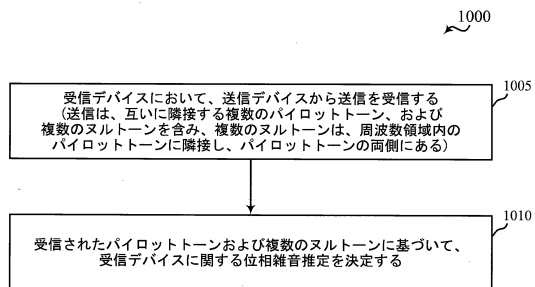 1000
受信デバイスにおいて、送信デバイスから送信を受信する
（送信は、互いに隣接する複数のパイロットトーン、および
複数のヌルトーンを含み、複数のヌルトーンは、周波数領域内の
パイロットトーンに隣接し、パイロットトーンの両側にある）
1005
受信されたパイロットトーンおよび複数のヌルトーンに基づいて、
受信デバイスに関する位相雑音推定を決定する
1010